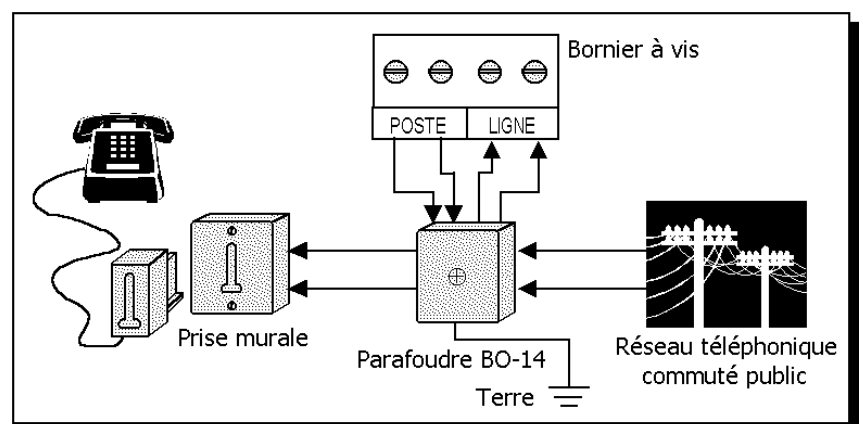 Bornier à vis
POSTE LIGNE
Prise murale
Parafoudre BO-14
Terre
Réseau téléphonique
commuté public